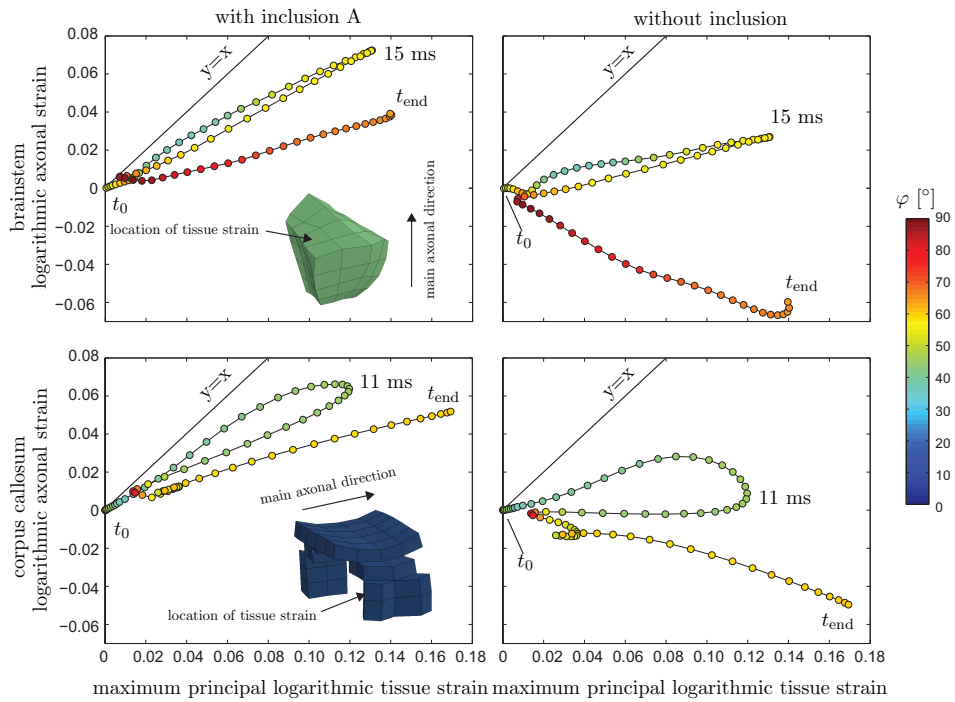 with inclusion A
without inclusion
brainstem
logarithmic axonal strain
0.08
0.06
0.04
0.02
0
−0.02
−0.04
−0.06
y=x
15 ms
t_end
t_0
location of tissue strain
main axonal direction
y=x
15 ms
t_0
t_end
φ [°]
90
80
70
60
50
40
30
20
10
0
corpus callosum
logarithmic axonal strain
0.08
0.06
0.04
0.02
0
−0.02
−0.04
−0.06
y=x
11 ms
t_end
t_0
main axonal direction
location of tissue strain
0 0.02 0.04 0.06 0.08 0.10 0.12 0.14 0.16 0.18
maximum principal logarithmic tissue strain
y=x
11 ms
t_0
t_end
0 0.02 0.04 0.06 0.08 0.10 0.12 0.14 0.16 0.18
maximum principal logarithmic tissue strain